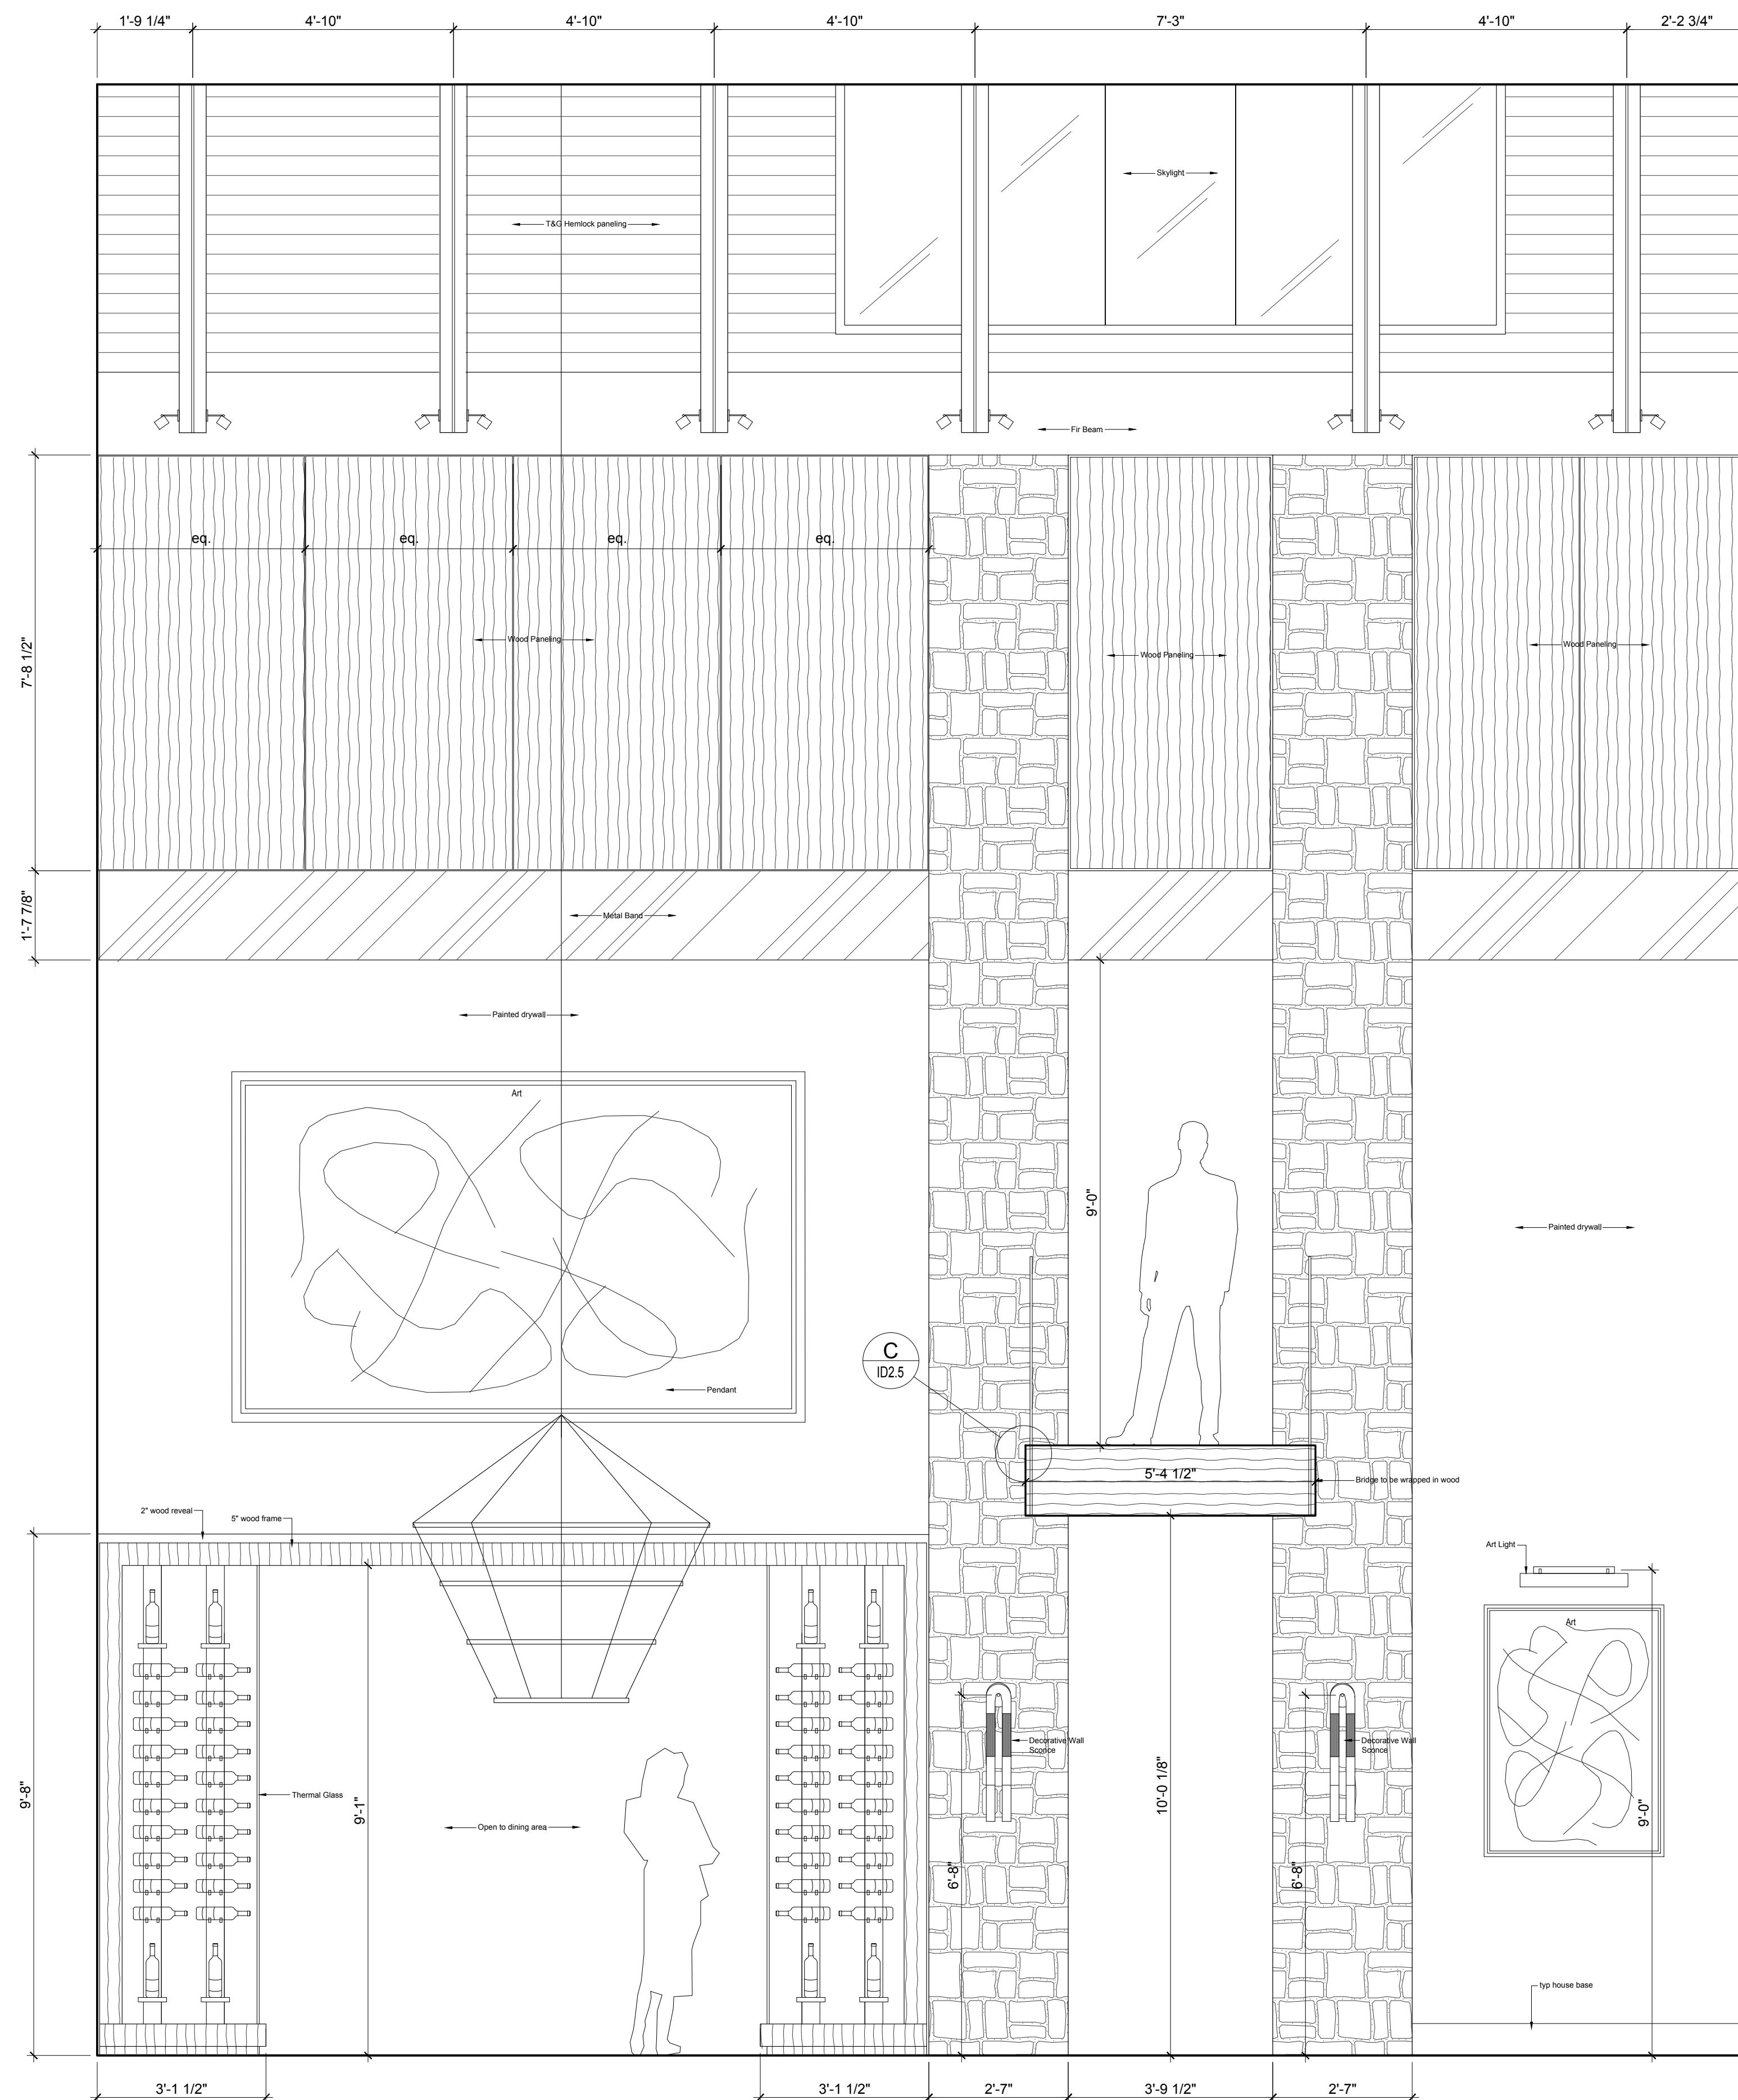 1'-9 1/4"
4'-10"
4'-10"
4'-10"
7'-3"
4'-10"
2'-2 3/4"
Skylight
T&G Hemlock paneling
Fir Beam
eq.
eq.
eq.
eq.
7'-8 1/2"
Wood Paneling
Wood Paneling
Wood Paneling
1'-7 7/8"
Metal Band
Painted drywall
Art
9'-0"
Painted drywall
C
ID2.5
Pendant
5'-4 1/2"
Bridge to be wrapped in wood
2" wood reveal
5" wood frame
Art Light
Art
Decorative Wall
Sconce
Decorative Wall
Sconce
9'-8"
Thermal Glass
9'-1"
Open to dining area
6'-8"
10'-0 1/8"
6'-8"
9'-0"
typ house base
3'-1 1/2"
3'-1 1/2"
2'-7"
3'-9 1/2"
2'-7"